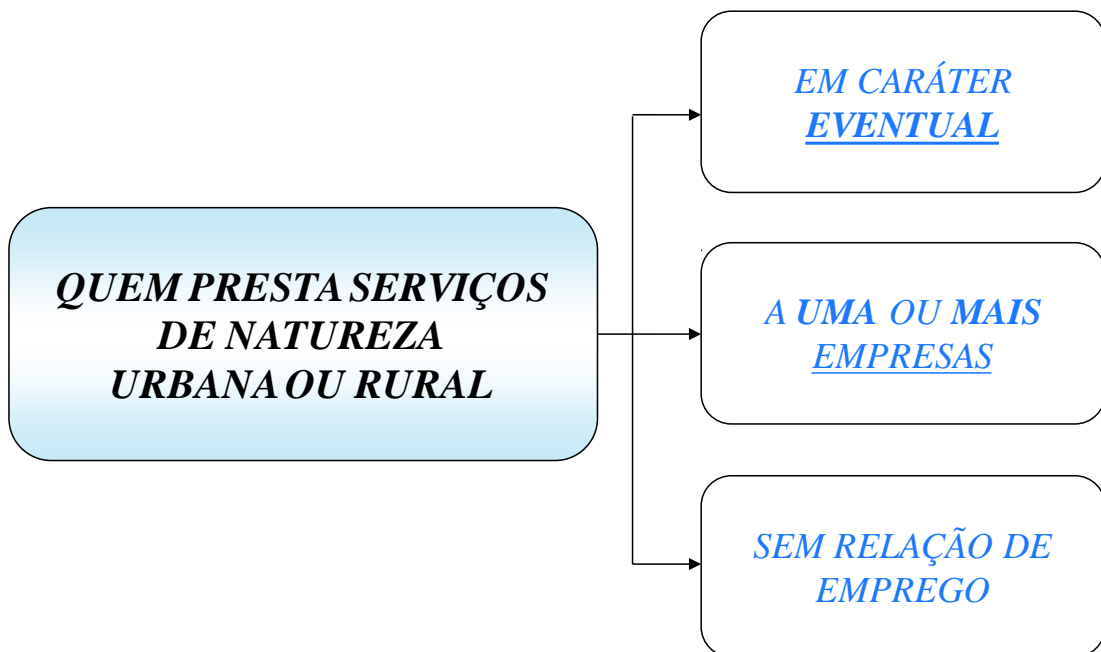 QUEM PRESTA SERVIÇOS
DE NATUREZA
URBANA OU RURAL
EM CARÁTER
EVENTUAL
A UMA OU MAIS
EMPRESAS
SEM RELAÇÃO DE
EMPREGO